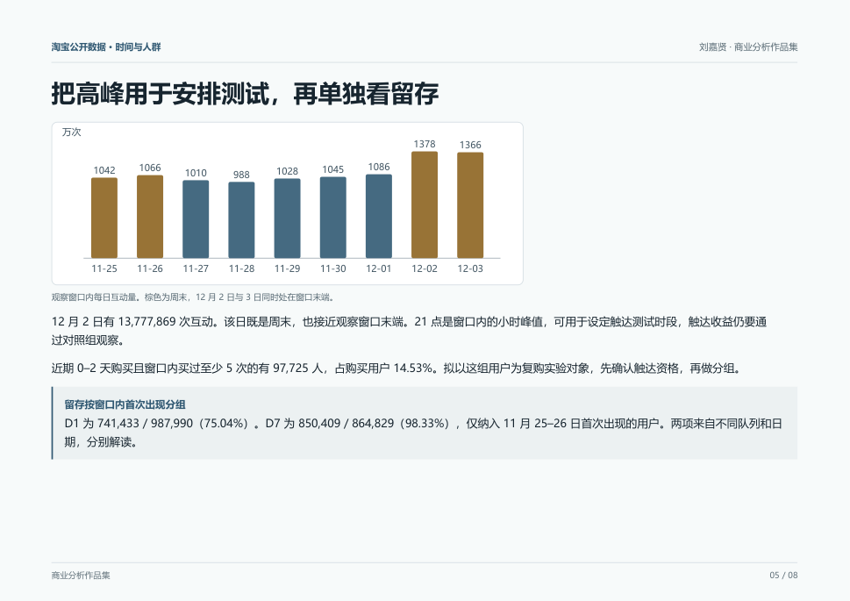 淘宝公开数据·时间与人群
刘嘉贤·商业分析作品集
把高峰用于安排测试，再单独看留存
万次
1042 1066 1010 988 1028 1045 1086 1378 1366
11-25 11-26 11-27 11-28 11-29 11-30 12-01 12-02 12-03
观察窗口内每日互动量。棕色为周末，12 月 2 日与 3 日同时处在窗口末端。
12 月 2 日有 13,777,869 次互动。该日既是周末，也接近观察窗口末端。21 点是窗口内的小时峰值，可用于设定触达测试时段，触达收益仍要通
过对照组观察。
近期 0–2 天购买且窗口内买过至少 5 次的有 97,725 人，占购买用户 14.53%。拟以这组用户为复购实验对象，先确认触达资格，再做分组。
留存按窗口内首次出现分组
D1 为 741,433 / 987,990（75.04%）。D7 为 850,409 / 864,829（98.33%），仅纳入 11 月 25–26 日首次出现的用户。两项来自不同队列和日
期，分别解读。
商业分析作品集
05 / 08